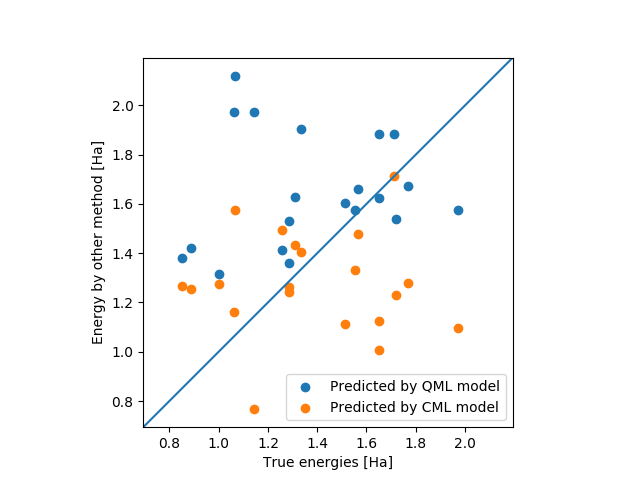 2.0
1.8
1.6
1.4
1.2
1.0
0.8
Energy by other method [Ha]
Predicted by QML model
Predicted by CML model
0.8 1.0 1.2 1.4 1.6 1.8 2.0
True energies [Ha]